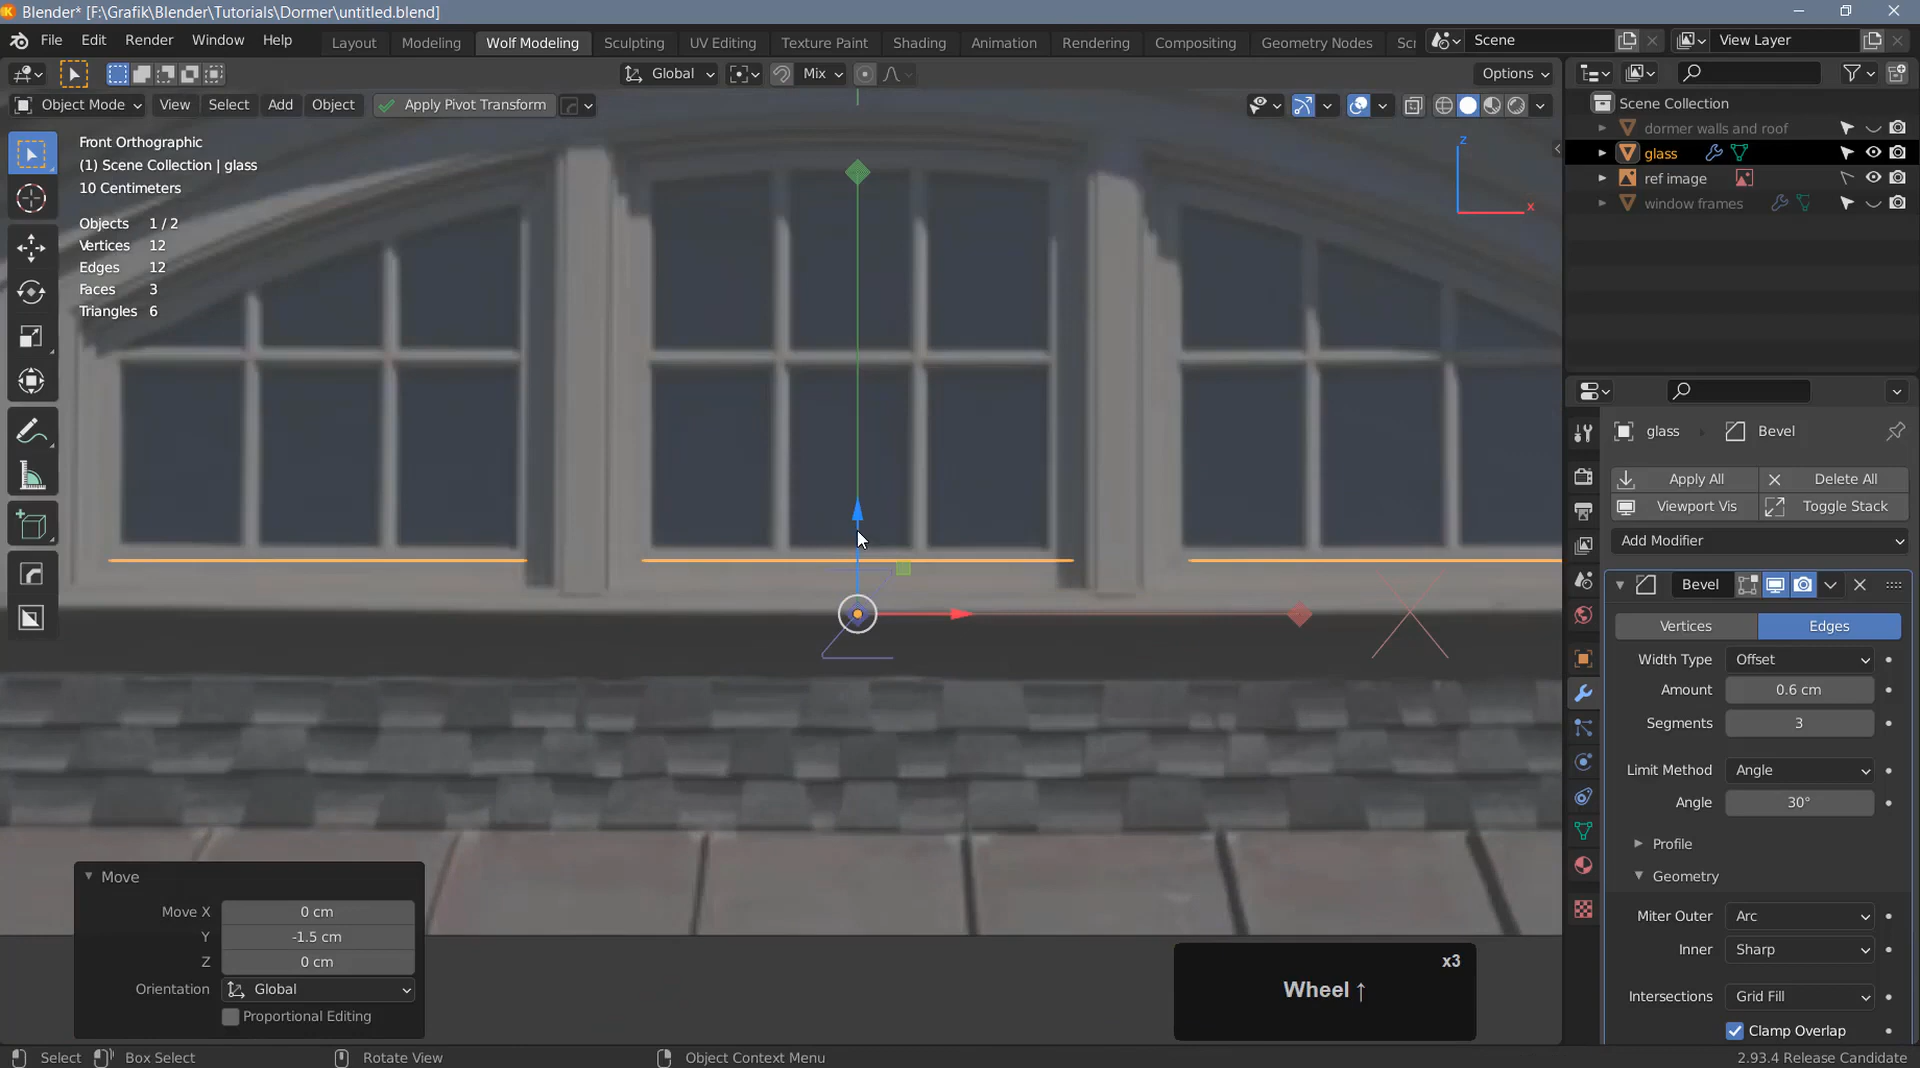 Blender* [F:\Grafik\Blender\Tutorials\Dormer\untitled.blend]
File Edit Render Window Help Layout Modeling Wolf Modeling Sculpting UV Editing Texture Paint Shading Animation Rendering Compositing Geometry Nodes Sc Scene View Layer
Global Mix Options
Object Mode View Select Add Object Apply Pivot Transform
Front Orthographic
(1) Scene Collection | glass
10 Centimeters
Objects 1 / 2
Vertices 12
Edges 12
Faces 3
Triangles 6
z
x
Scene Collection
dormer walls and roof
glass
ref image
window frames
glass Bevel
Apply All Delete All
Viewport Vis Toggle Stack
Add Modifier
Bevel
Vertices Edges
Width Type Offset
Amount 0.6 cm
Segments 3
Limit Method Angle
Angle 30°
Profile
Geometry
Miter Outer Arc
Inner Sharp
Intersections Grid Fill
Clamp Overlap
Move
Move X 0 cm
Y -1.5 cm
Z 0 cm
Orientation Global
Proportional Editing
x3
Wheel ↑
Select Box Select Rotate View Object Context Menu 2.93.4 Release Candidate